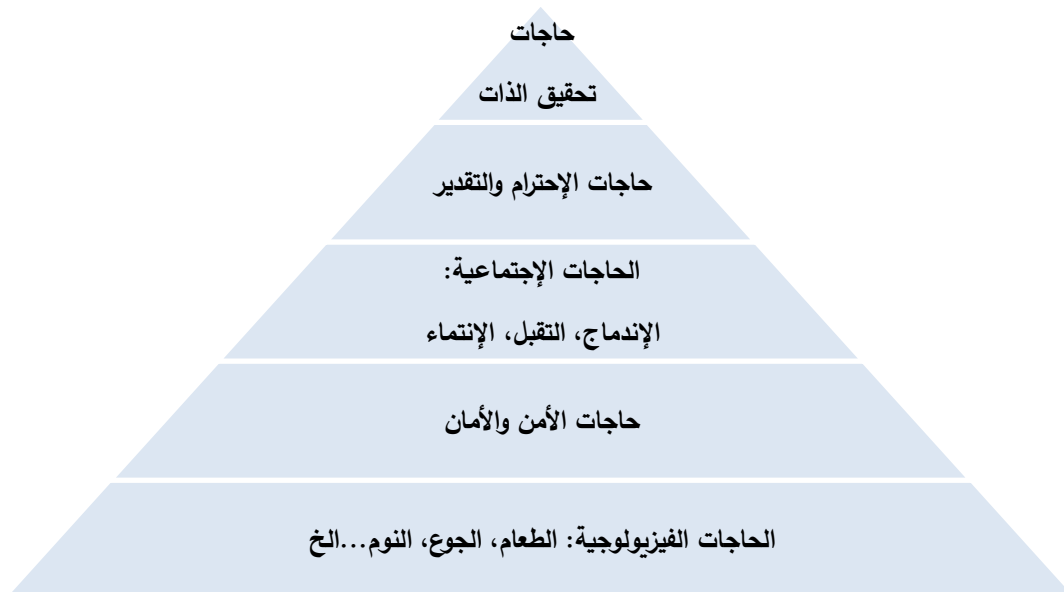 حاجات
تحقيق الذات
حاجات الإحترام والتقدير
الحاجات الإجتماعية:
الإندماج، التقبل، الإنتماء
حاجات الأمن والأمان
الحاجات الفيزيولوجية: الطعام، الجوع، النوم...الخ